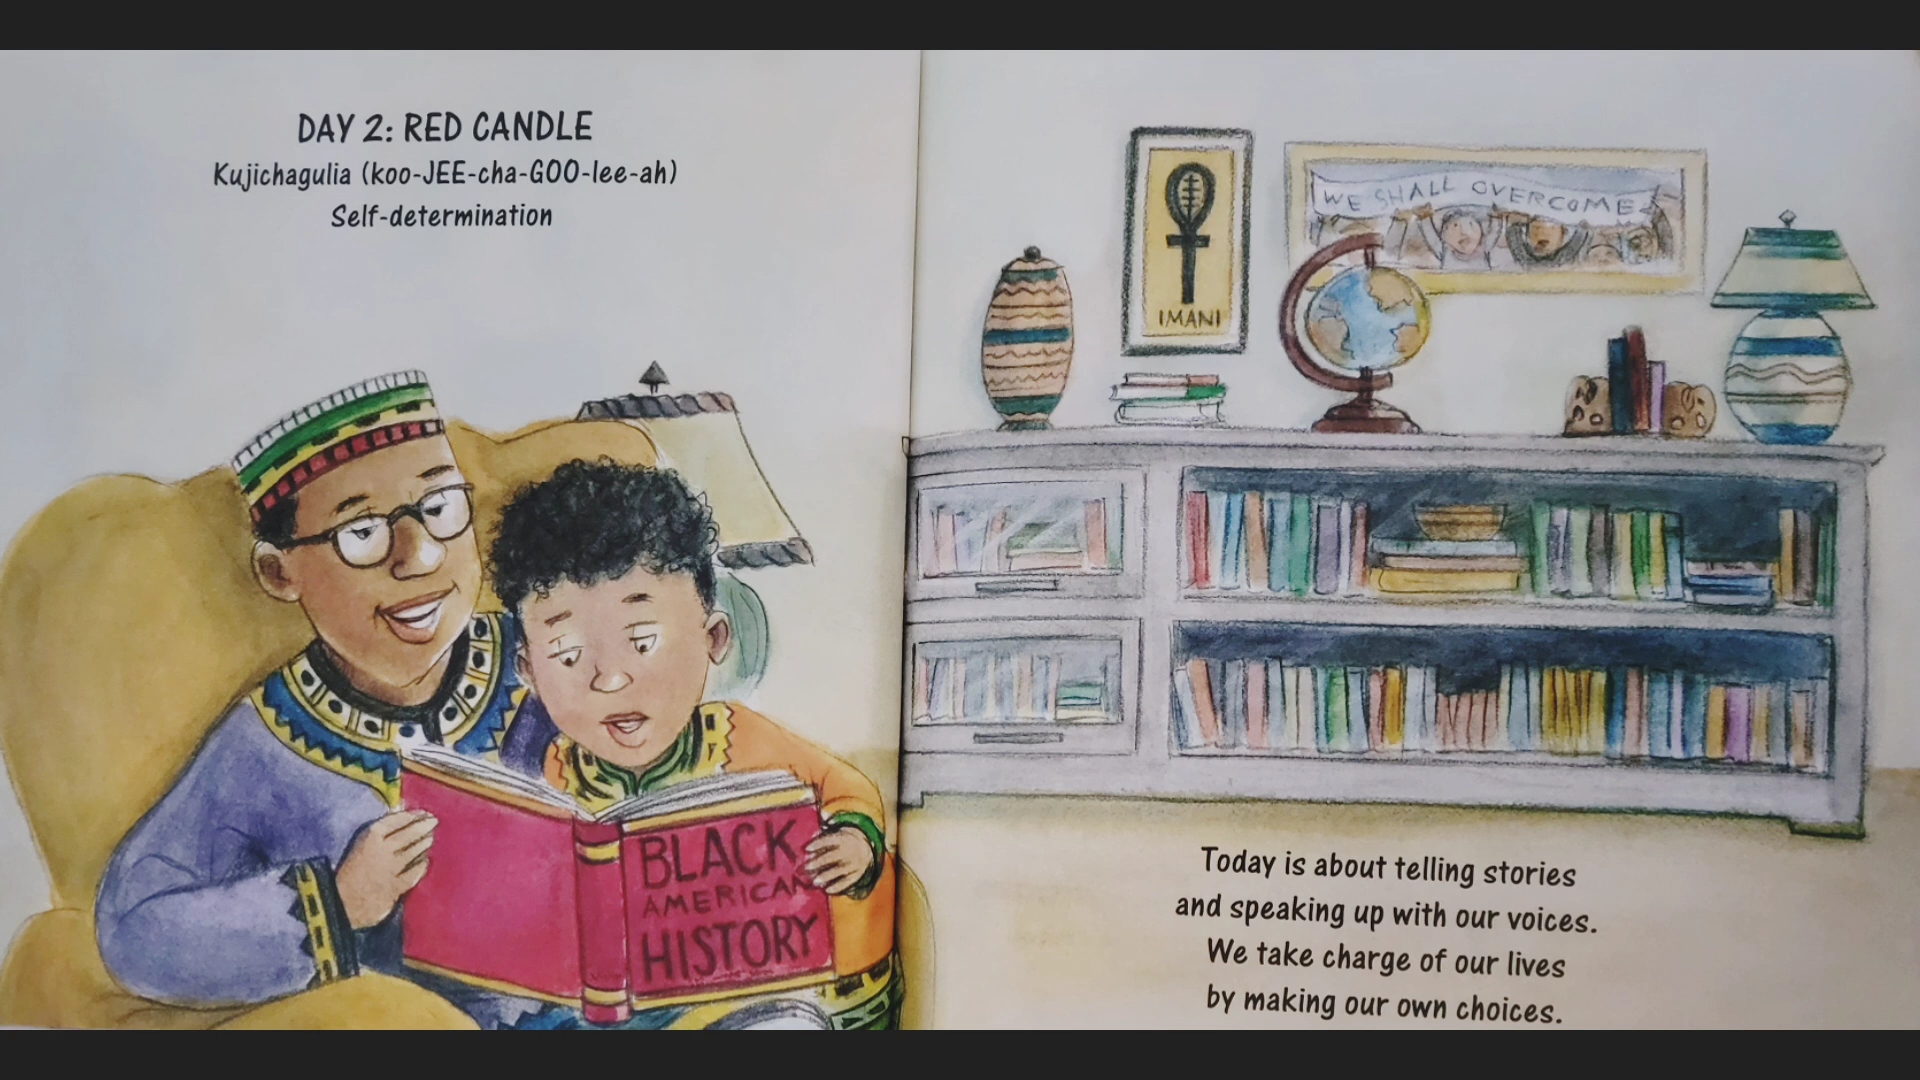 DAY 2: RED CANDLE
Kujichagulia (koo-JEE-cha-GOO-lee-ah)
Self-determination
BLACK
AMERICAN
HISTORY
IMANI
WE SHALL OVERCOME
Today is about telling stories
and speaking up with our voices.
We take charge of our lives
by making our own choices.